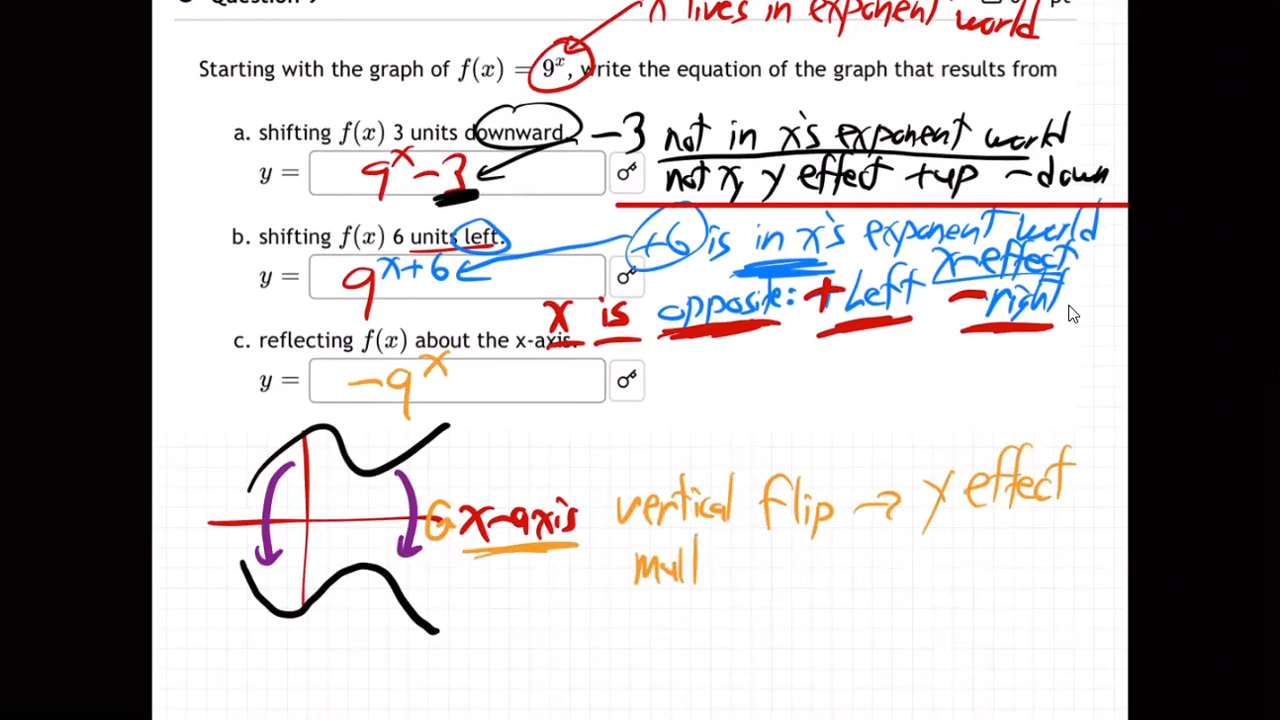 x lives in exponent world
Starting with the graph of f(x) = 9^x, write the equation of the graph that results from
a. shifting f(x) 3 units downward. -3 not in x's exponent world
y = 9^x - 3 not x, y effect +up -down
b. shifting f(x) 6 units left. +6 is in x's exponent world
y = 9^{x+6} x-effect
x is opposite: + Left - right
c. reflecting f(x) about the x-axis.
y = -9^x
x-axis vertical flip → y effect
mul